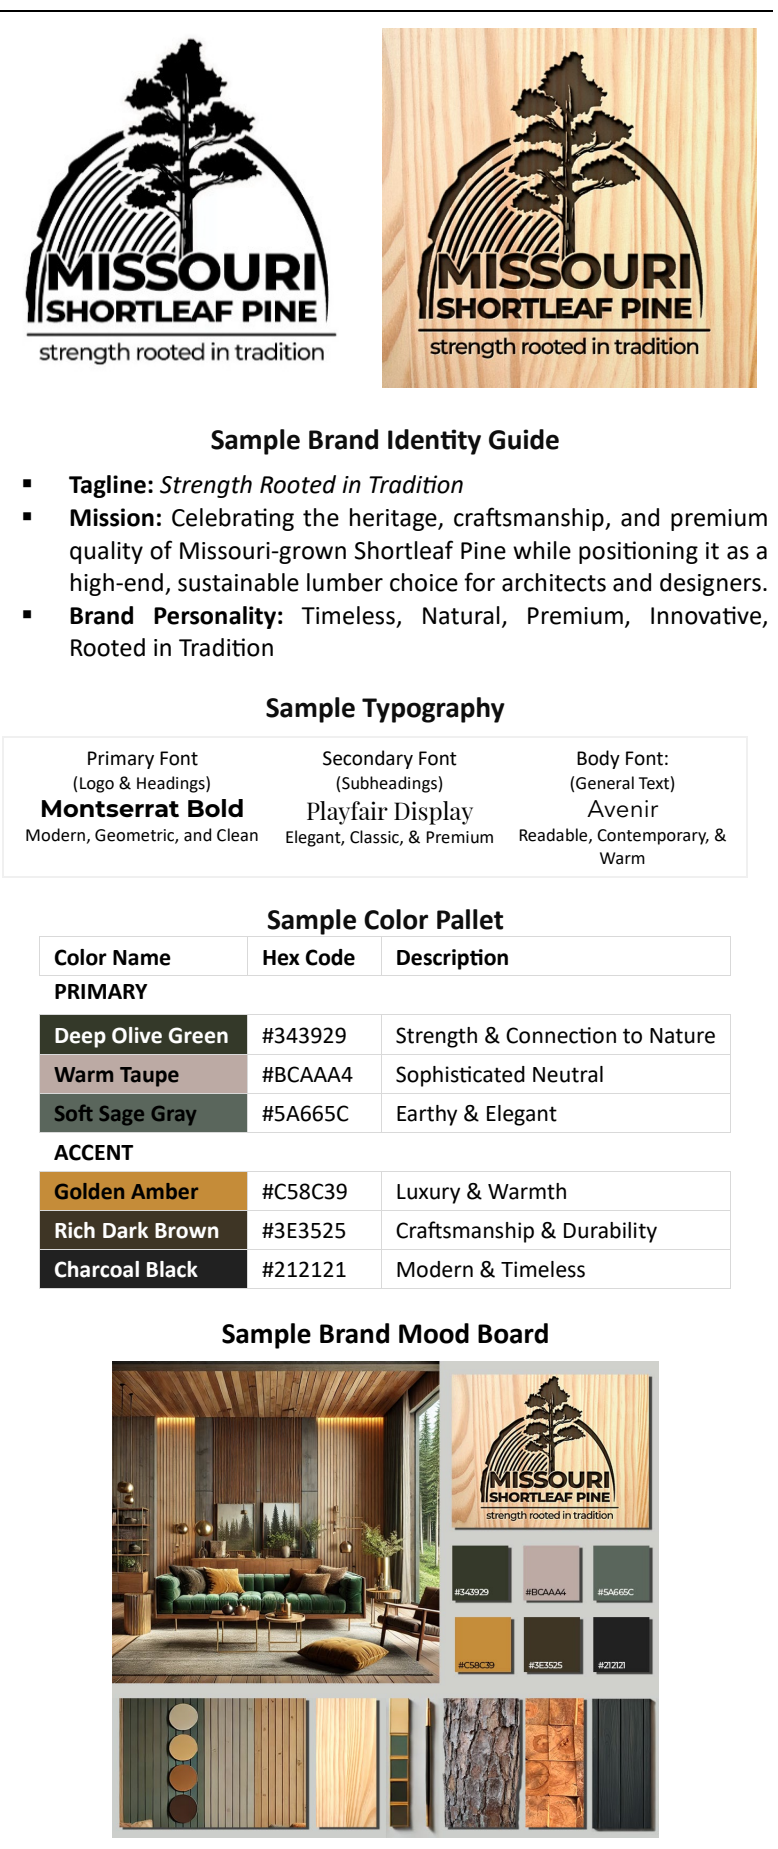 MISSOURI
SHORTLEAF PINE
strength rooted in tradition
MISSOURI
SHORTLEAF PINE
strength rooted in tradition
Sample Brand Identity Guide
▪ Tagline: Strength Rooted in Tradition
▪ Mission: Celebrating the heritage, craftsmanship, and premium
quality of Missouri-grown Shortleaf Pine while positioning it as a
high-end, sustainable lumber choice for architects and designers.
▪ Brand Personality: Timeless, Natural, Premium, Innovative,
Rooted in Tradition
Sample Typography
Primary Font
(Logo & Headings)
Montserrat Bold
Modern, Geometric, and Clean
Secondary Font
(Subheadings)
Playfair Display
Elegant, Classic, & Premium
Body Font:
(General Text)
Avenir
Readable, Contemporary, &
Warm
Sample Color Pallet
Color Name Hex Code Description
PRIMARY
Deep Olive Green #343929 Strength & Connection to Nature
Warm Taupe #BCAAA4 Sophisticated Neutral
Soft Sage Gray #5A665C Earthy & Elegant
ACCENT
Golden Amber #C58C39 Luxury & Warmth
Rich Dark Brown #3E3525 Craftsmanship & Durability
Charcoal Black #212121 Modern & Timeless
Sample Brand Mood Board
MISSOURI
SHORTLEAF PINE
strength rooted in tradition
#343929 #BCAAA4 #5A665C
#C58C39 #3E3525 #212121